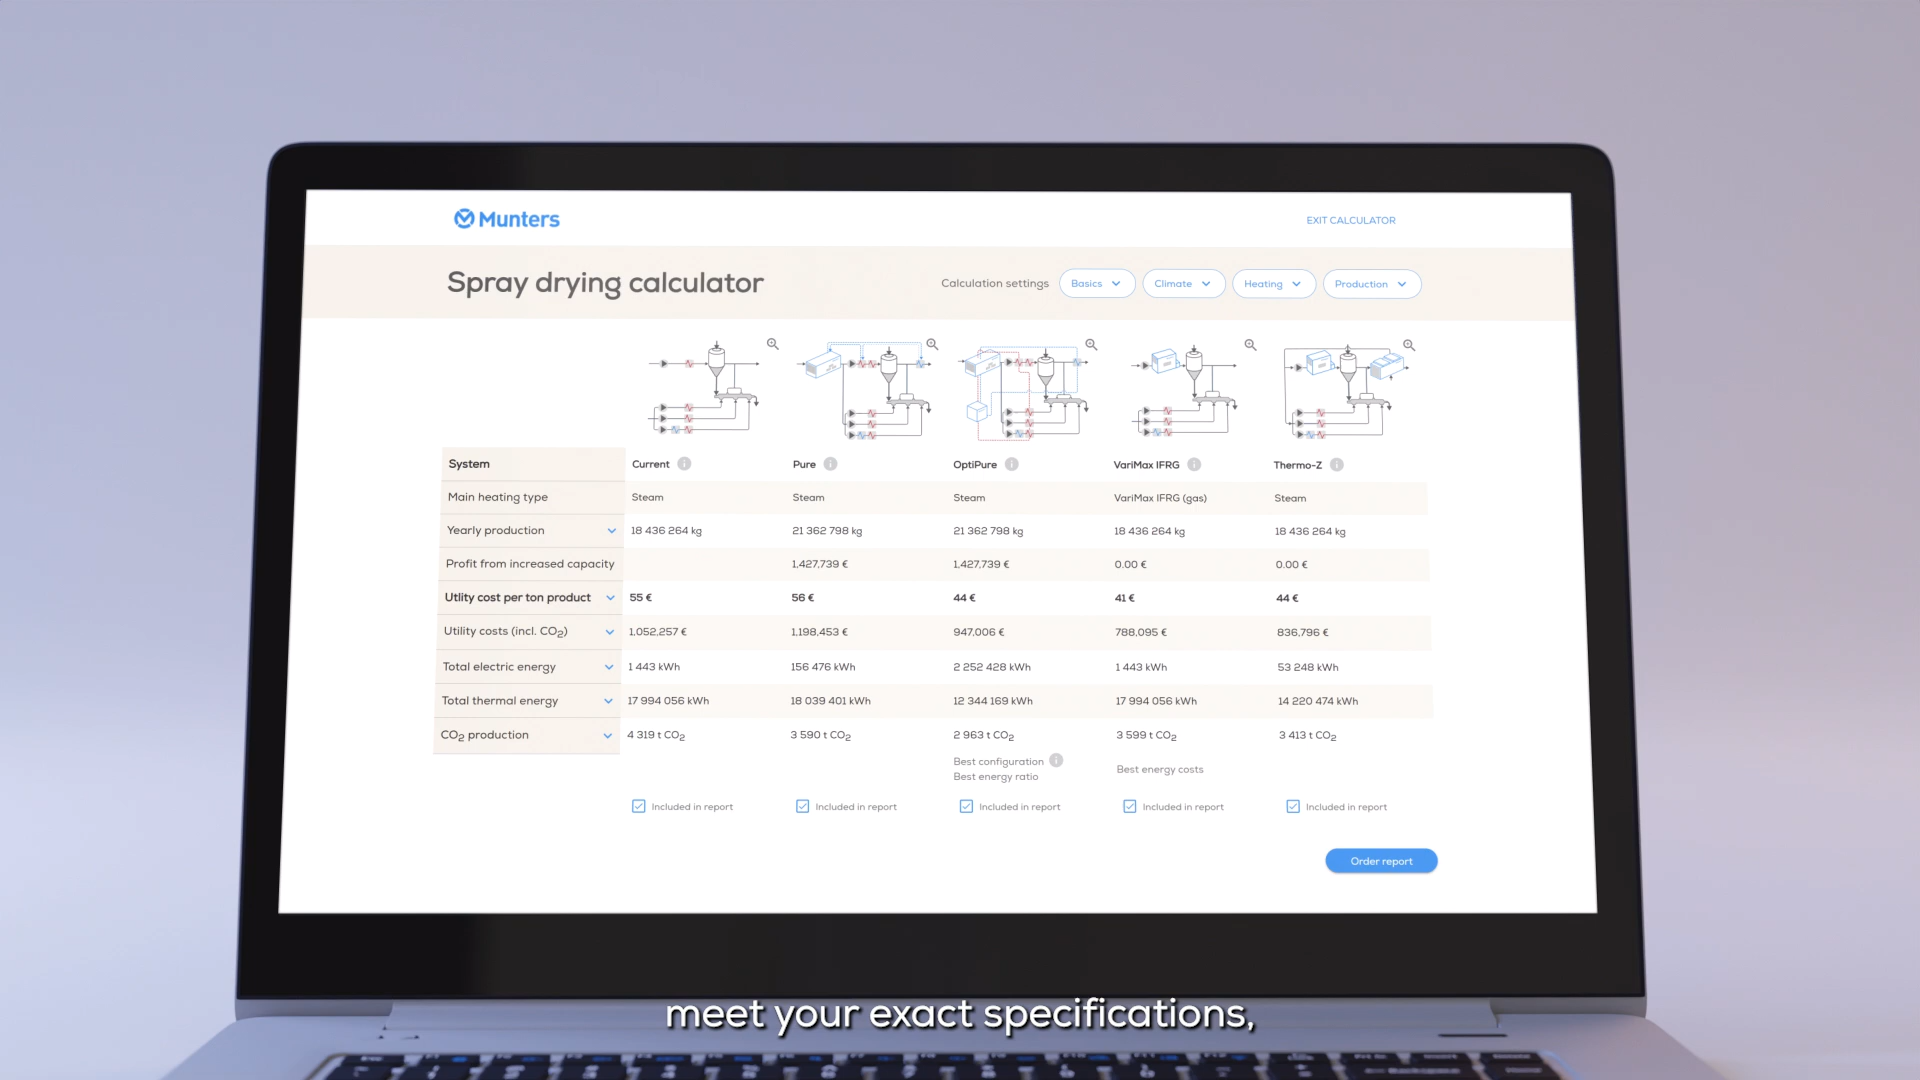 Munters
EXIT CALCULATOR
Spray drying calculator
Calculation settings
Basics
Climate
Heating
Production
System Current Pure OptiPure VariMax IFRG Thermo-Z
Main heating type Steam Steam Steam VariMax IFRG (gas) Steam
Yearly production 18 436 264 kg 21 362 798 kg 21 362 798 kg 18 436 264 kg 18 436 264 kg
Profit from increased capacity 1,427,739 € 1,427,739 € 0.00 € 0.00 €
Utlity cost per ton product 55 € 56 € 44 € 41 € 44 €
Utility costs (incl. CO2) 1,052,257 € 1,198,453 € 947,006 € 788,095 € 836,796 €
Total electric energy 1 443 kWh 156 476 kWh 2 252 428 kWh 1 443 kWh 53 248 kWh
Total thermal energy 17 994 056 kWh 18 039 401 kWh 12 344 169 kWh 17 994 056 kWh 14 220 474 kWh
CO2 production 4 319 t CO2 3 590 t CO2 2 963 t CO2 3 599 t CO2 3 413 t CO2
Best configuration
Best energy ratio
Best energy costs
Included in report Included in report Included in report Included in report Included in report
Order report
meet your exact specifications,